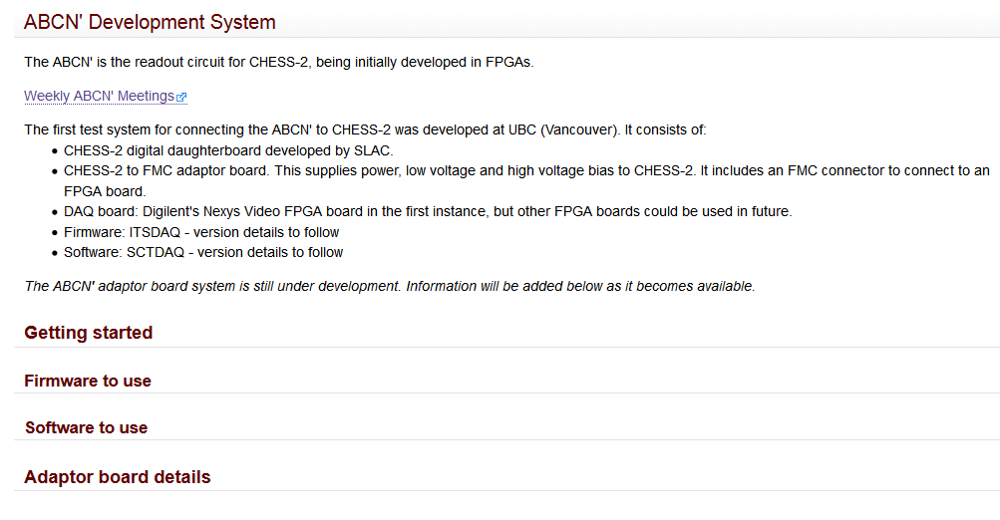 ABCN' Development System
The ABCN' is the readout circuit for CHESS-2, being initially developed in FPGAs.
Weekly ABCN' Meetings
The first test system for connecting the ABCN' to CHESS-2 was developed at UBC (Vancouver). It consists of:
• CHESS-2 digital daughterboard developed by SLAC.
• CHESS-2 to FMC adaptor board. This supplies power, low voltage and high voltage bias to CHESS-2. It includes an FMC connector to connect to an
FPGA board.
• DAQ board: Digilent's Nexys Video FPGA board in the first instance, but other FPGA boards could be used in future.
• Firmware: ITSDAQ - version details to follow
• Software: SCTDAQ - version details to follow
The ABCN' adaptor board system is still under development. Information will be added below as it becomes available.
Getting started
Firmware to use
Software to use
Adaptor board details